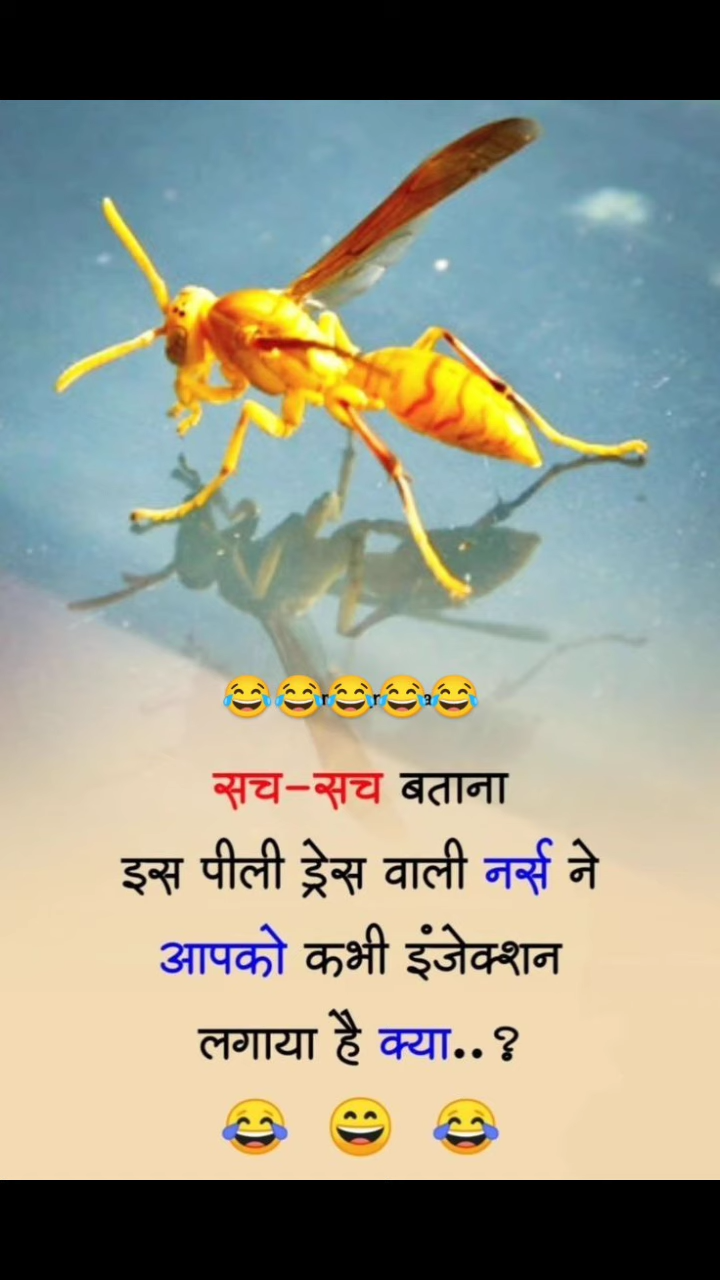 सच-सच बताना
इस पीली ड्रेस वाली नर्स ने
आपको कभी इंजेक्शन
लगाया है क्या..?